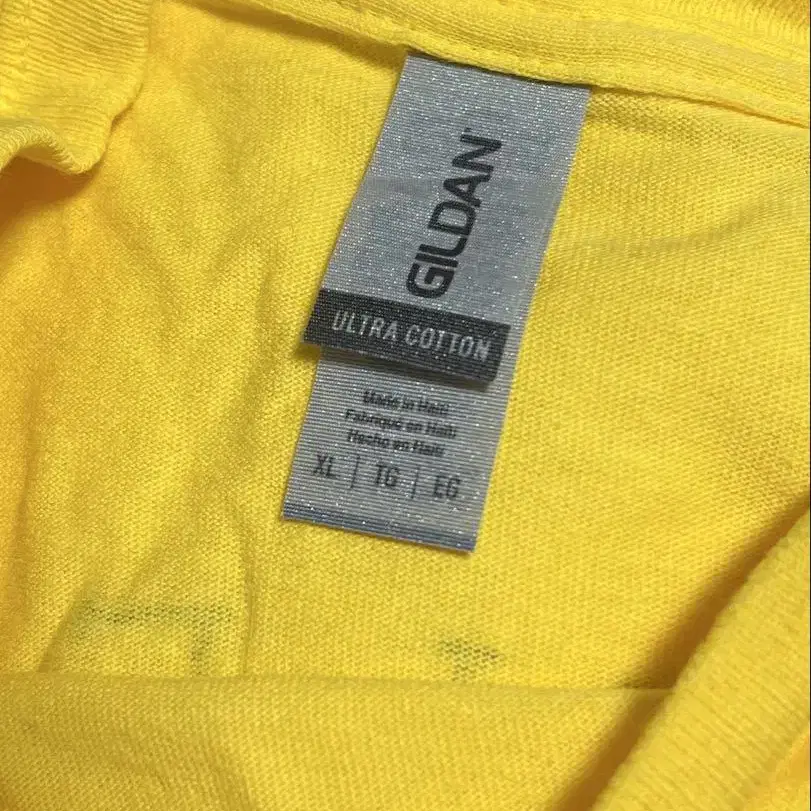 GILDAN
ULTRA COTTON
Made in Haiti
Fabriqué en Haïti
Hecho en Haití
XL | TG | EG